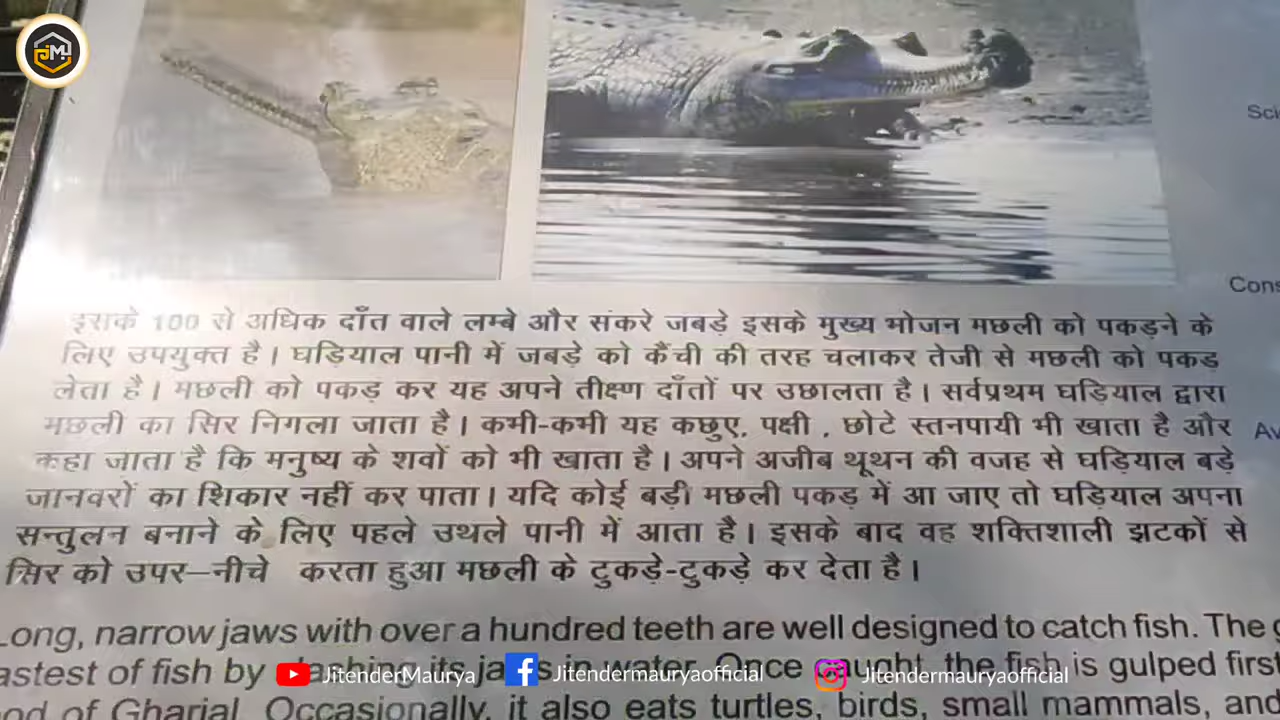 JMJ
Sci
Cons
इसके 100 से अधिक दाँत वाले लम्बे और संकरे जबड़े इसके मुख्य भोजन मछली को पकड़ने के
लिए उपयुक्त है। घड़ियाल पानी में जबड़े को कैंची की तरह चलाकर तेजी से मछली को पकड़
लेता है। मछली को पकड़ कर यह अपने तीक्ष्ण दाँतों पर उछालता है। सर्वप्रथम घड़ियाल द्वारा
मछली का सिर निगला जाता है। कभी-कभी यह कछुए, पक्षी , छोटे स्तनपायी भी खाता है और
Av
कहा जाता है कि मनुष्य के शवों को भी खाता है। अपने अजीब थूथन की वजह से घड़ियाल बड़े
जानवरों का शिकार नहीं कर पाता। यदि कोई बड़ी मछली पकड़ में आ जाए तो घड़ियाल अपना
सन्तुलन बनाने के लिए पहले उथले पानी में आता है। इसके बाद वह शक्तिशाली झटकों से
सिर को उपर–नीचे करता हुआ मछली के टुकड़े-टुकड़े कर देता है।
Long, narrow jaws with over a hundred teeth are well designed to catch fish. The
astest of fish by its in water. Once caught, the fish is gulped first
od of Gharial. Occasionally, it also eats turtles, birds, small mammals, and
JitenderMaurya
Jitendermauryaofficial
Jitendermauryaofficial